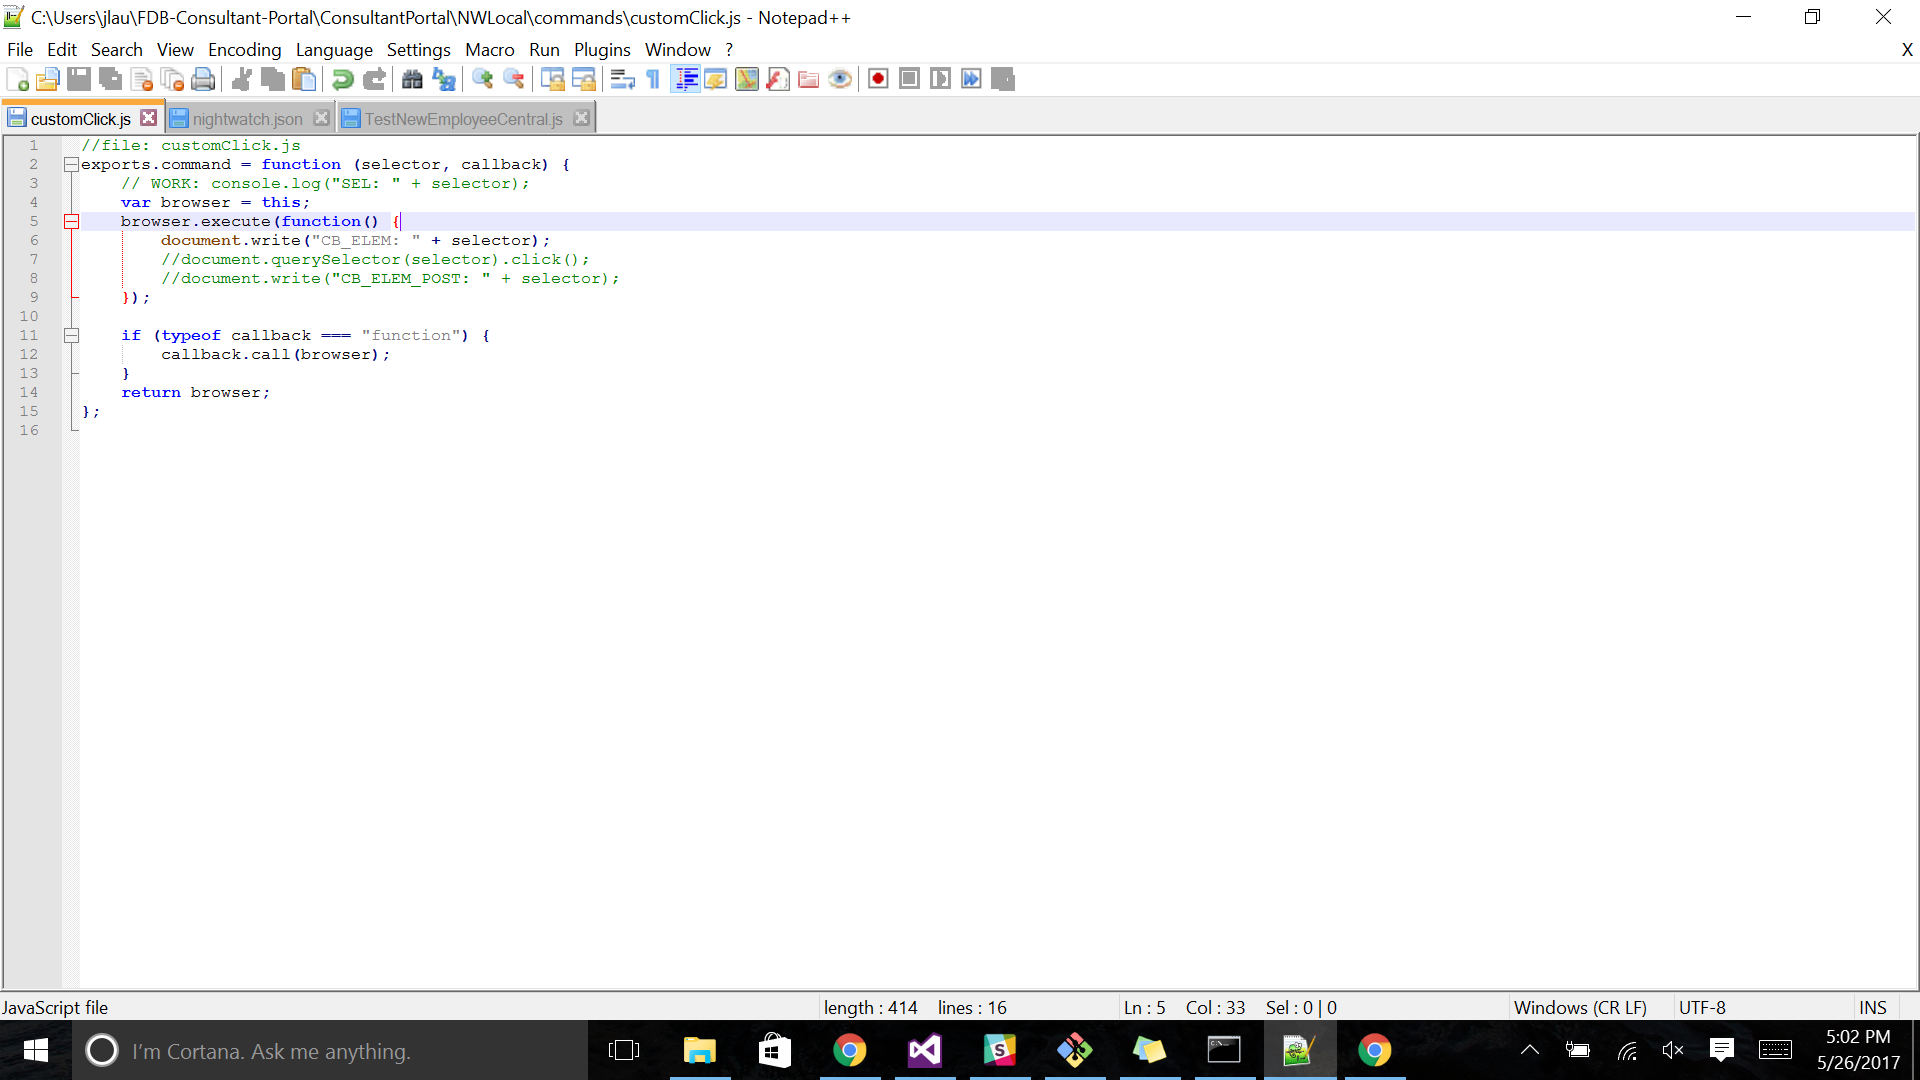 C:\Users\jlau\FDB-Consultant-Portal\ConsultantPortal\NWLocal\commands\customClick.js - Notepad++
File Edit Search View Encoding Language Settings Macro Run Plugins Window ? X
customClick.js nightwatch.json TestNewEmployeeCentral.js
1 //file: customClick.js
2 exports.command = function (selector, callback) {
3 // WORK: console.log("SEL: " + selector);
4 var browser = this;
5 browser.execute(function() {
6 document.write("CB_ELEM: " + selector);
7 //document.querySelector(selector).click();
8 //document.write("CB_ELEM_POST: " + selector);
9 });
10
11 if (typeof callback === "function") {
12 callback.call(browser);
13 }
14 return browser;
15 };
16
JavaScript file length : 414 lines : 16 Ln : 5 Col : 33 Sel : 0 | 0 Windows (CR LF) UTF-8 INS
I'm Cortana. Ask me anything.
5:02 PM
5/26/2017